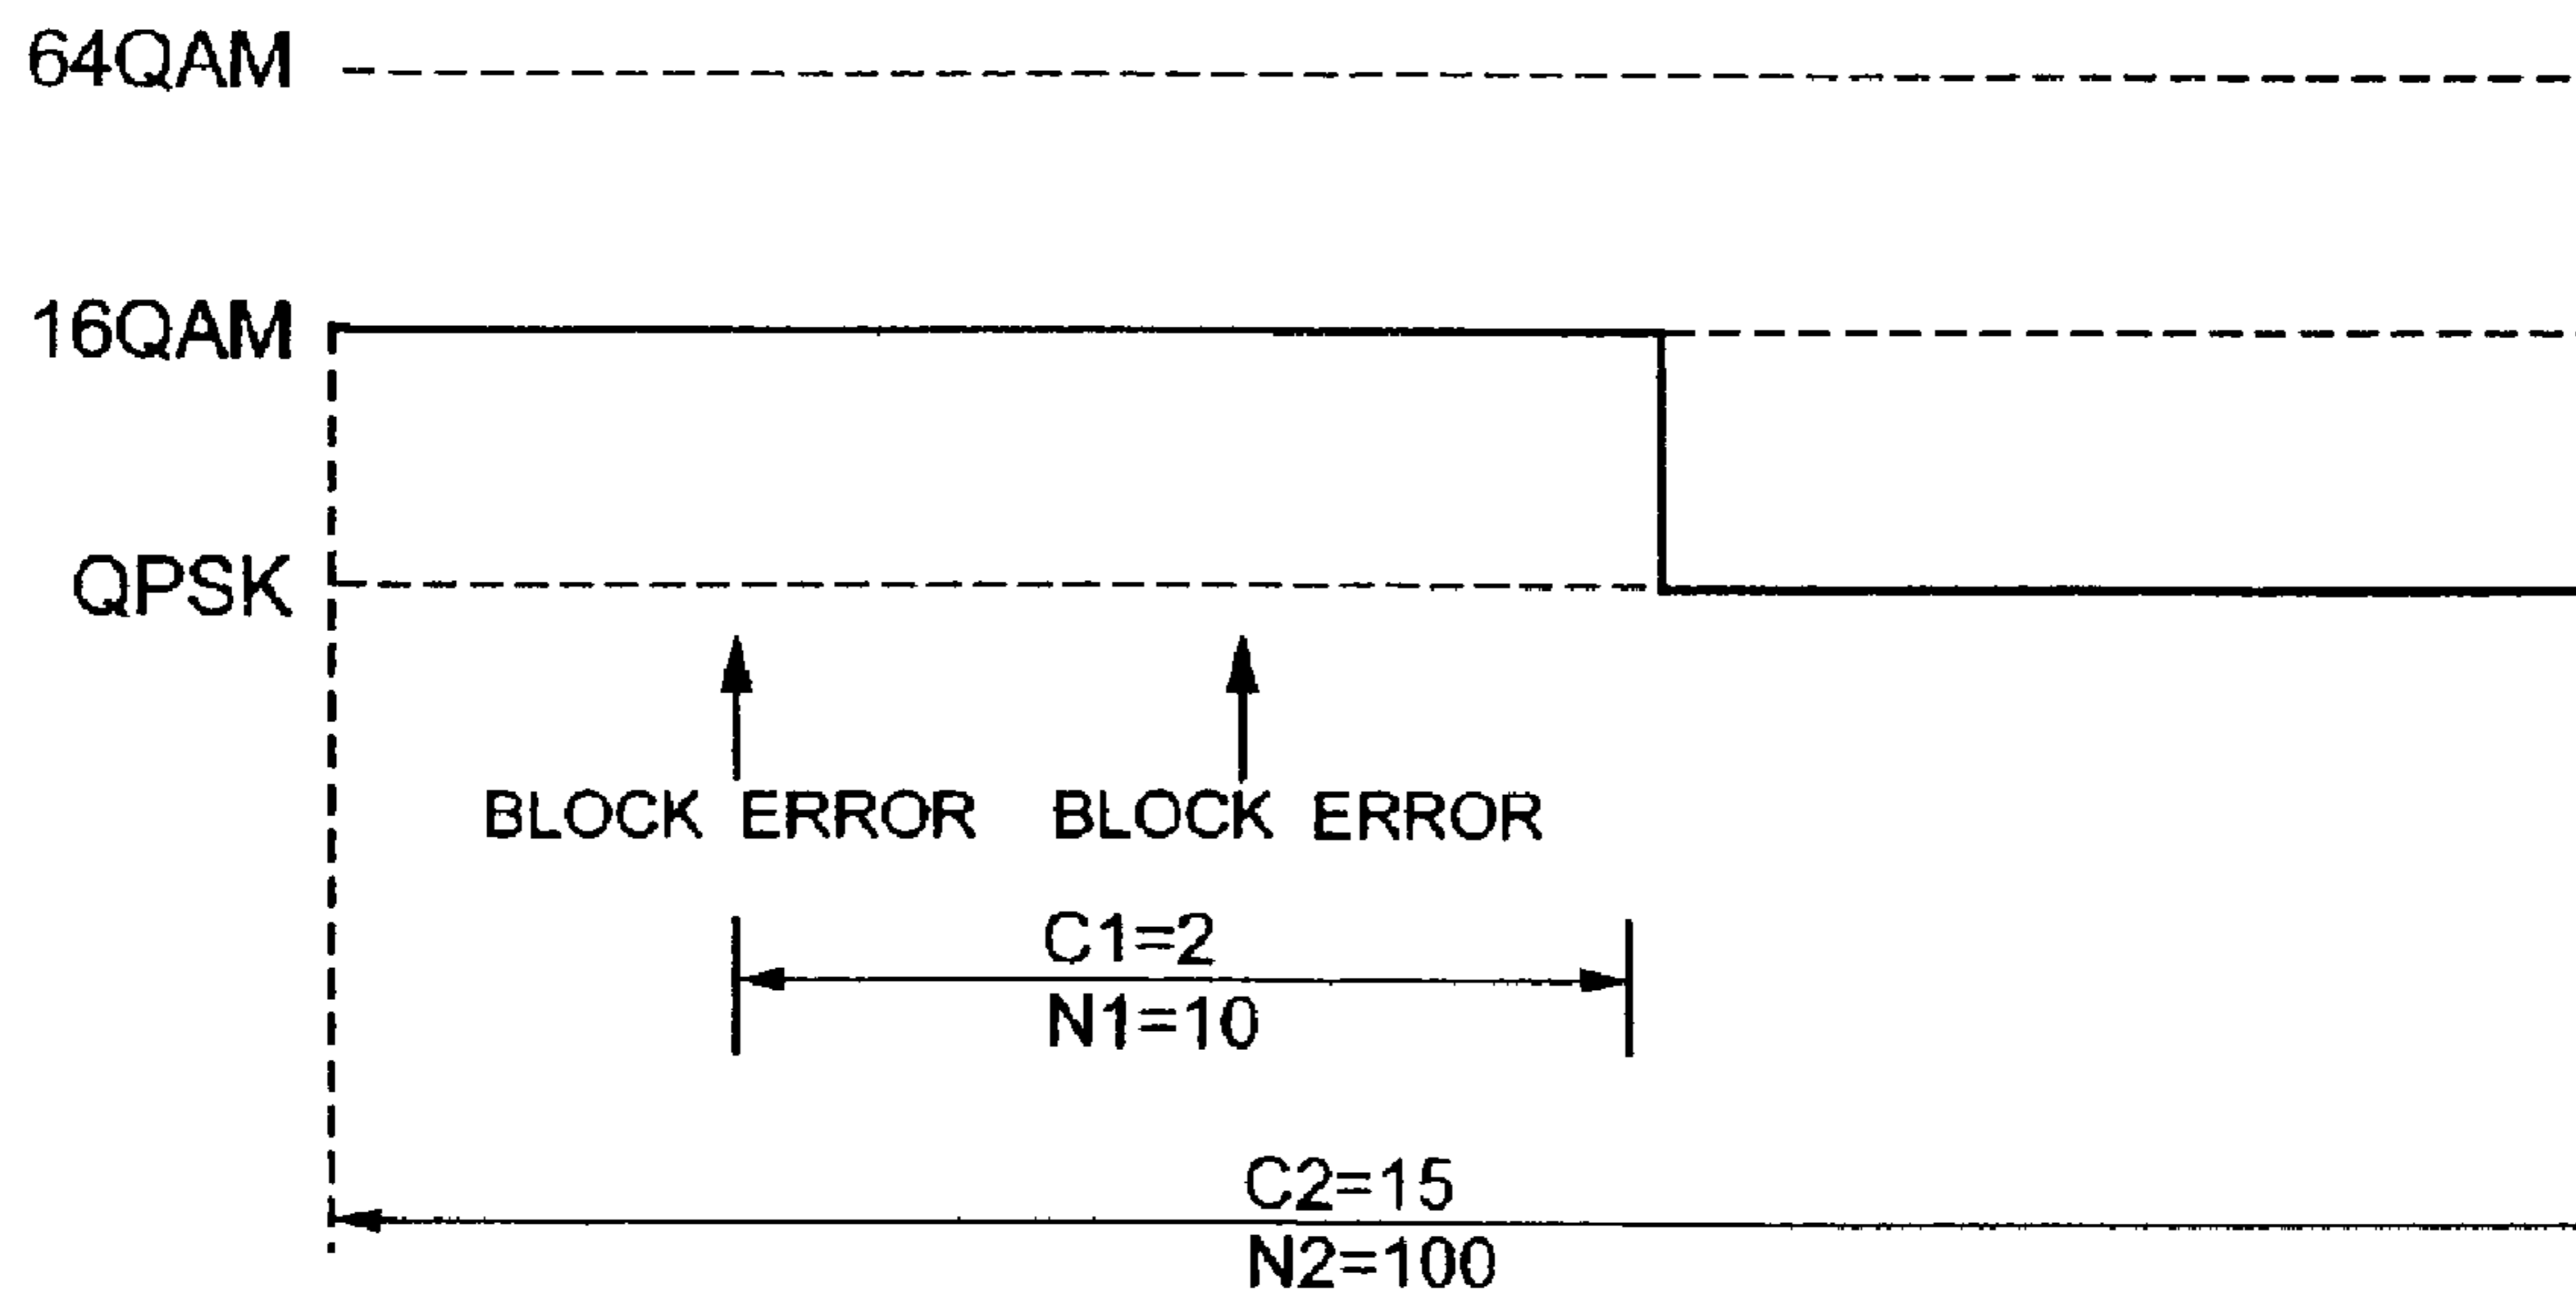 64QAM
16QAM
QPSK
BLOCK ERROR
BLOCK ERROR
C1=2
N1=10
C2=15
N2=100